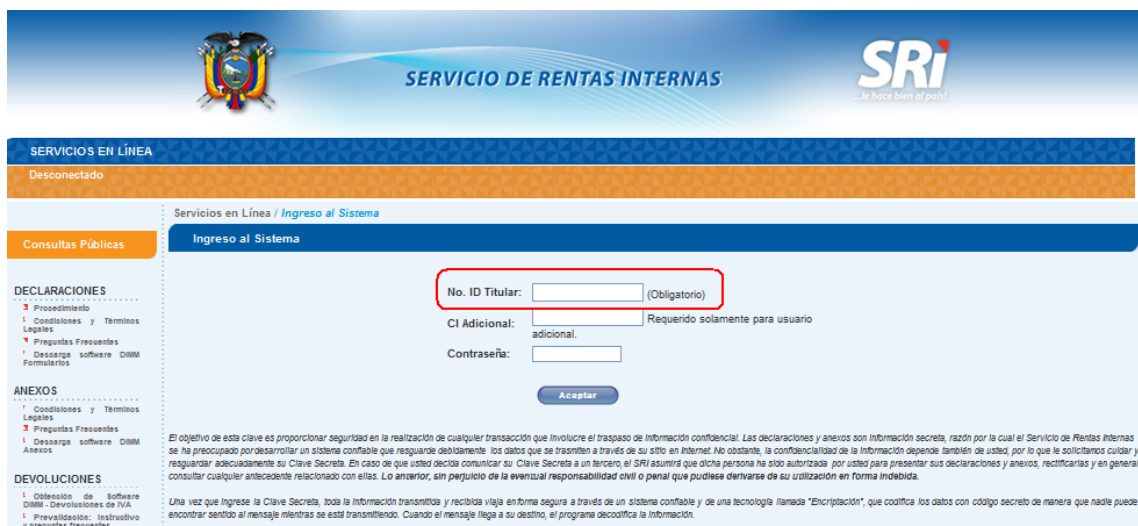 SERVICIO DE RENTAS INTERNAS
SRi
...le hace bien al país!
SERVICIOS EN LÍNEA
Desconectado
Servicios en Línea / Ingreso al Sistema
Consultas Públicas
Ingreso al Sistema
DECLARACIONES
Procedimiento
Condiciones y Términos
Legales
Preguntas Frecuentes
Descarga software DIMM
Formularios
ANEXOS
Condiciones y Términos
Legales
Preguntas Frecuentes
Descarga software DIMM
Anexos
DEVOLUCIONES
Obtención de Software
DIMM - Devoluciones de IVA
Prevalidación: Instructivo
y preguntas frecuentes
No. ID Titular: (Obligatorio)
CI Adicional: Requerido solamente para usuario
adicional.
Contraseña:
Aceptar
El objetivo de esta clave es proporcionar seguridad en la realización de cualquier transacción que involucre el traspaso de información confidencial. Las declaraciones y anexos son información secreta, razón por la cual el Servicio de Rentas Internas
se ha preocupado por desarrollar un sistema confiable que resguarde debidamente los datos que se trasmiten a través de su sitio en Internet. No obstante, la confidencialidad de la información depende también de usted, por lo que le solicitamos cuidar y
resguardar adecuadamente su Clave Secreta. En caso de que usted decida comunicar su Clave Secreta a un tercero, el SRI asumirá que dicha persona ha sido autorizada por usted para presentar sus declaraciones y anexos, rectificarlas y en general
consultar cualquier antecedente relacionado con ellas. Lo anterior, sin perjuicio de la eventual responsabilidad civil o penal que pudiese derivarse de su utilización en forma indebida.
Una vez que ingrese la Clave Secreta, toda la información transmitida y recibida viaja en forma segura a través de un sistema confiable y de una tecnología llamada "Encriptación", que codifica los datos con código secreto de manera que nadie puede
encontrar sentido al mensaje mientras se está transmitiendo. Cuando el mensaje llega a su destino, el programa decodifica la información.